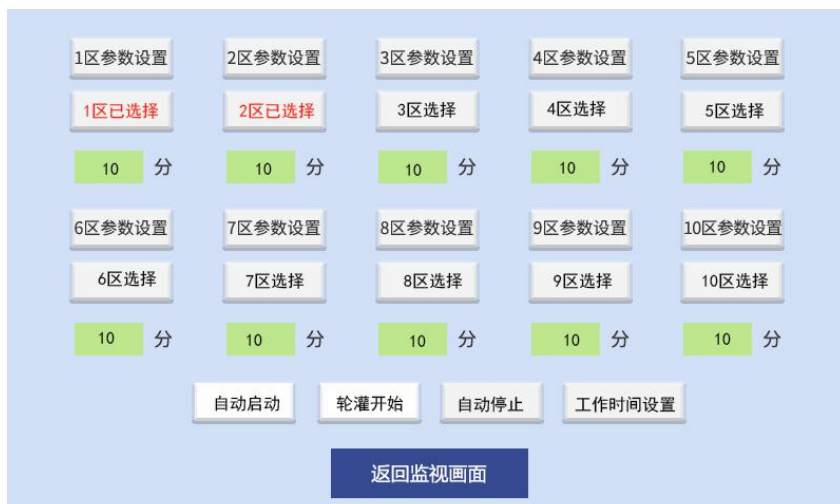 1区参数设置 2区参数设置 3区参数设置 4区参数设置 5区参数设置
1区已选择 2区已选择 3区选择 4区选择 5区选择
10 分 10 分 10 分 10 分 10 分
6区参数设置 7区参数设置 8区参数设置 9区参数设置 10区参数设置
6区选择 7区选择 8区选择 9区选择 10区选择
10 分 10 分 10 分 10 分 10 分
自动启动 轮灌开始 自动停止 工作时间设置
返回监视画面